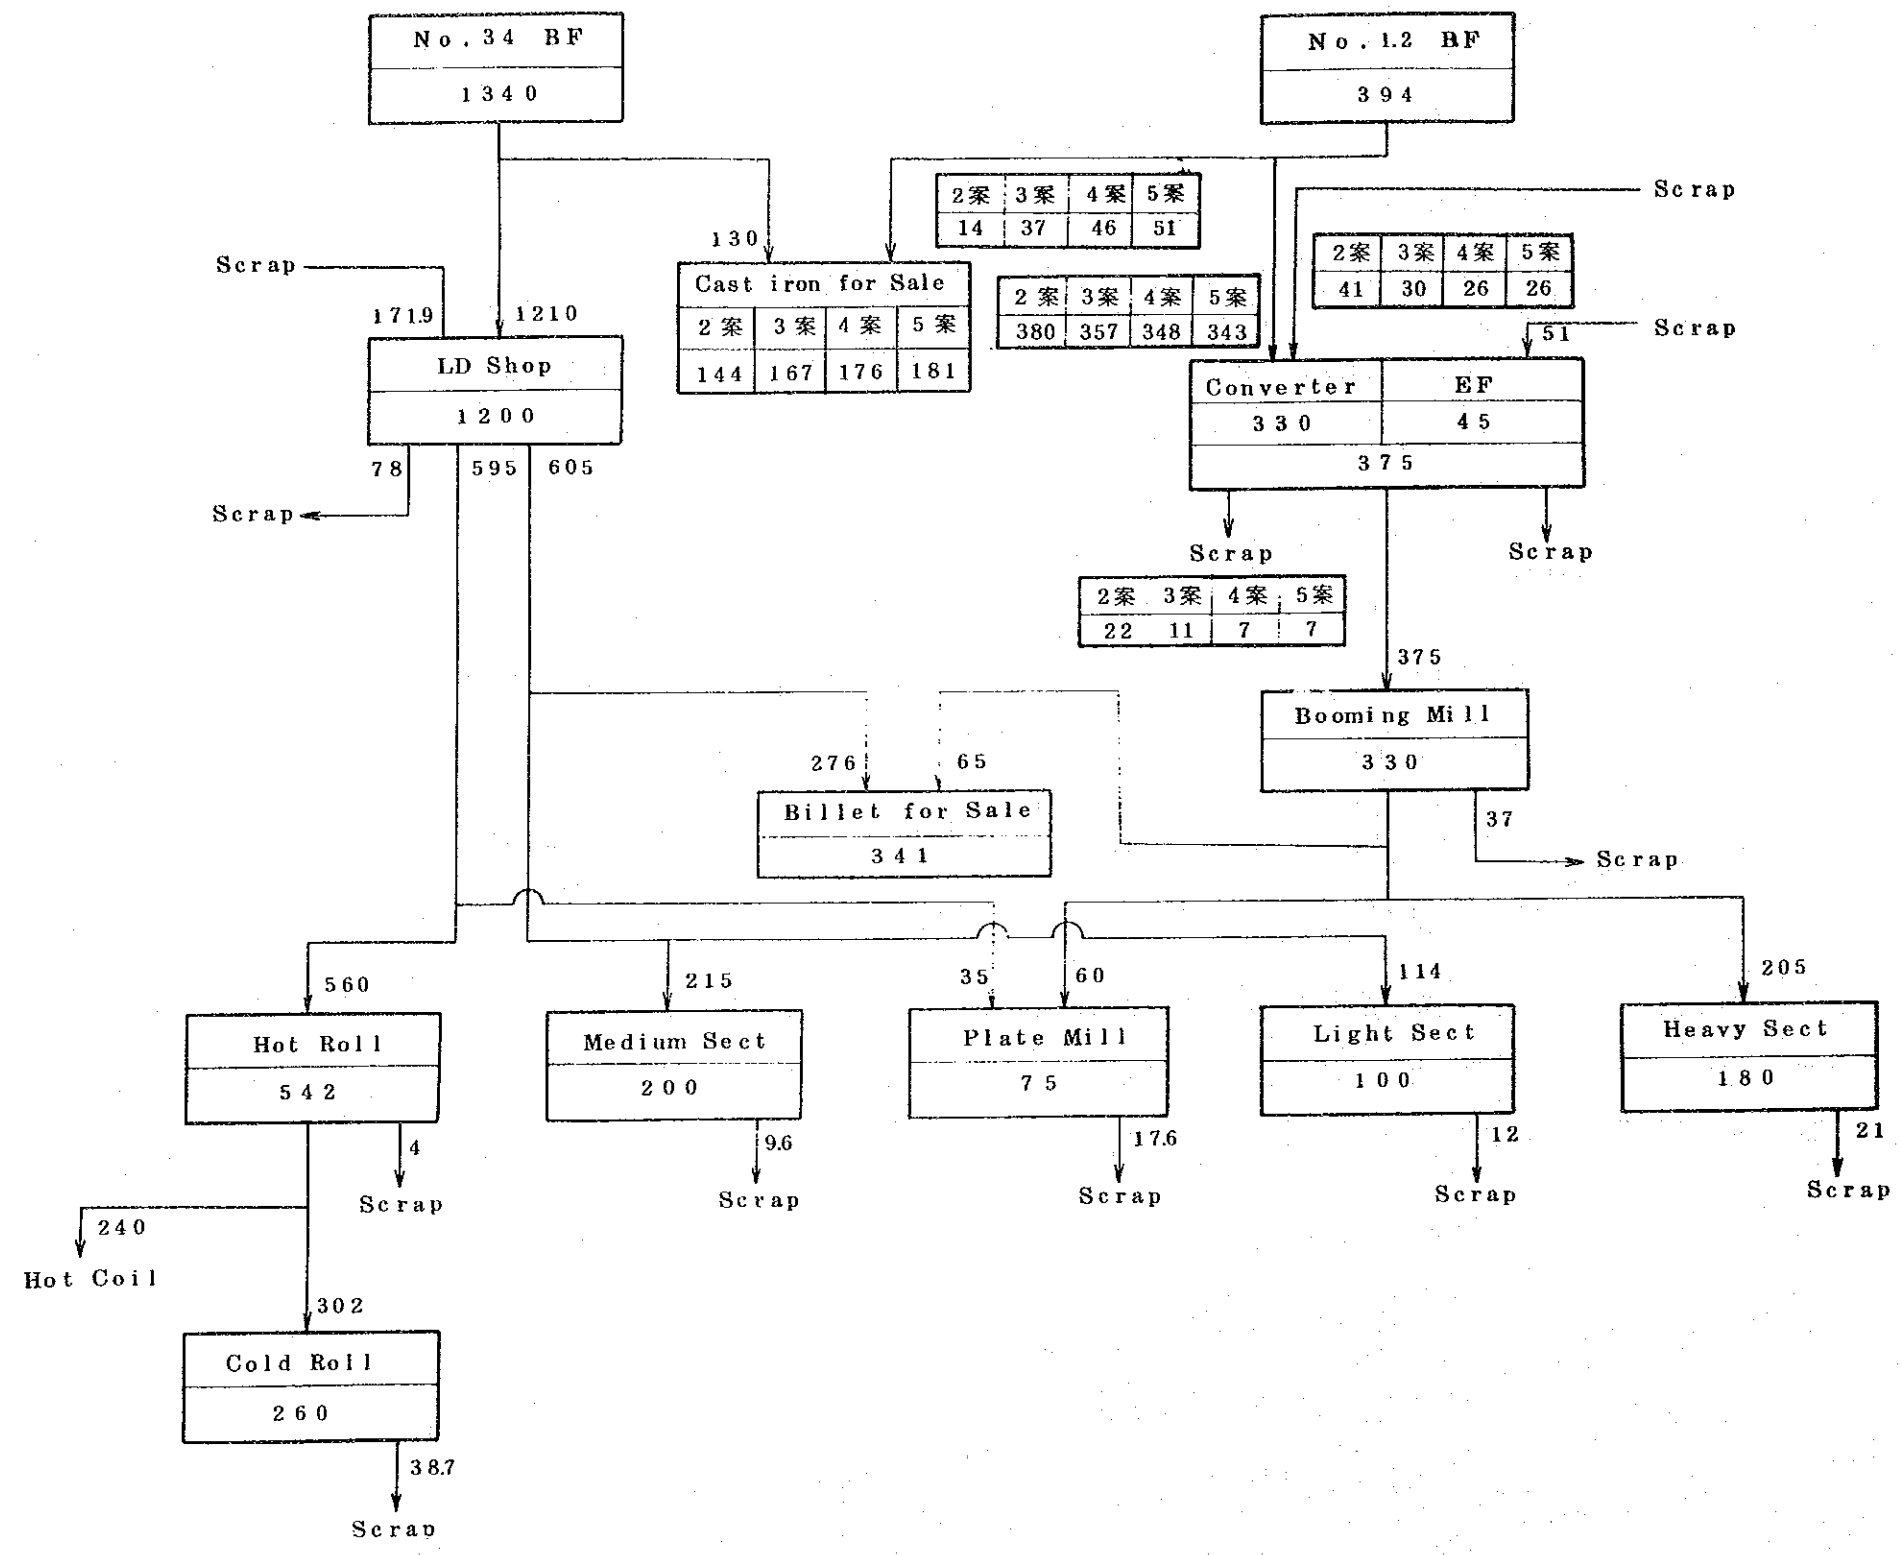 No.34 BF
1340
No.1.2 BF
394
Scrap
2案 3案 4案 5案
14 37 46 51
130
Scrap
1719
1210
Cast iron for Sale
2案 3案 4案 5案
144 167 176 181
2案 3案 4案 5案
380 357 348 343
2案 3案 4案 5案
41 30 26 26
Scrap
51
LD Shop
1200
Converter EF
330 45
375
78 595 605
Scrap
Scrap
Scrap
2案 3案 4案 5案
22 11 7 7
375
Booming Mill
330
276 65
Billet for Sale
341
37
Scrap
560
215
35
60
114
205
Hot Roll
542
Medium Sect
200
Plate Mill
75
Light Sect
100
Heavy Sect
180
4
Scrap
9.6
Scrap
17.6
Scrap
12
Scrap
21
Scrap
240
Hot Coil
302
Cold Roll
260
38.7
Scrap